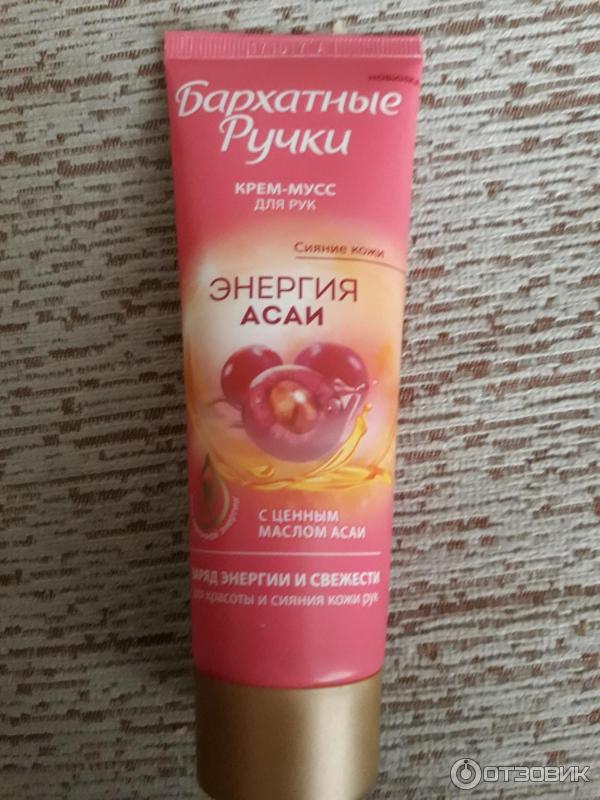 НОВИНКА
Бархатные
Ручки
КРЕМ-МУСС
ДЛЯ РУК
Сияние кожи
ЭНЕРГИЯ
АСАИ
С ЦЕННЫМ
МАСЛОМ АСАИ
ЗАРЯД ЭНЕРГИИ И СВЕЖЕСТИ
для красоты и сияния кожи рук
ОТЗОВИК